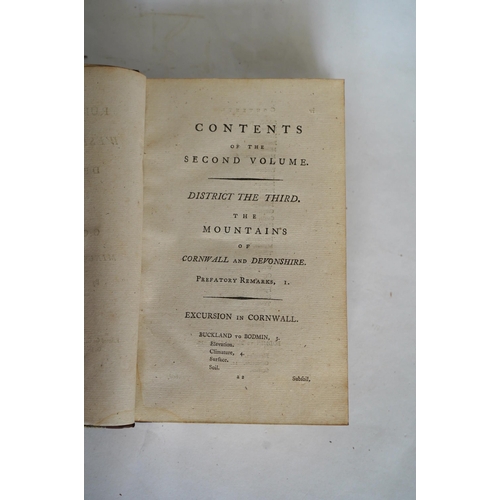 CONTENTS
OF THE
SECOND VOLUME.
DISTRICT THE THIRD.
THE
MOUNTAINS
OF
CORNWALL AND DEVONSHIRE.
PREFATORY REMARKS, 1.
EXCURSION IN CORNWALL.
BUCKLAND TO BODMIN, 3.
Elevation.
Climature, 4.
Surface.
Soil.
Subsoil,